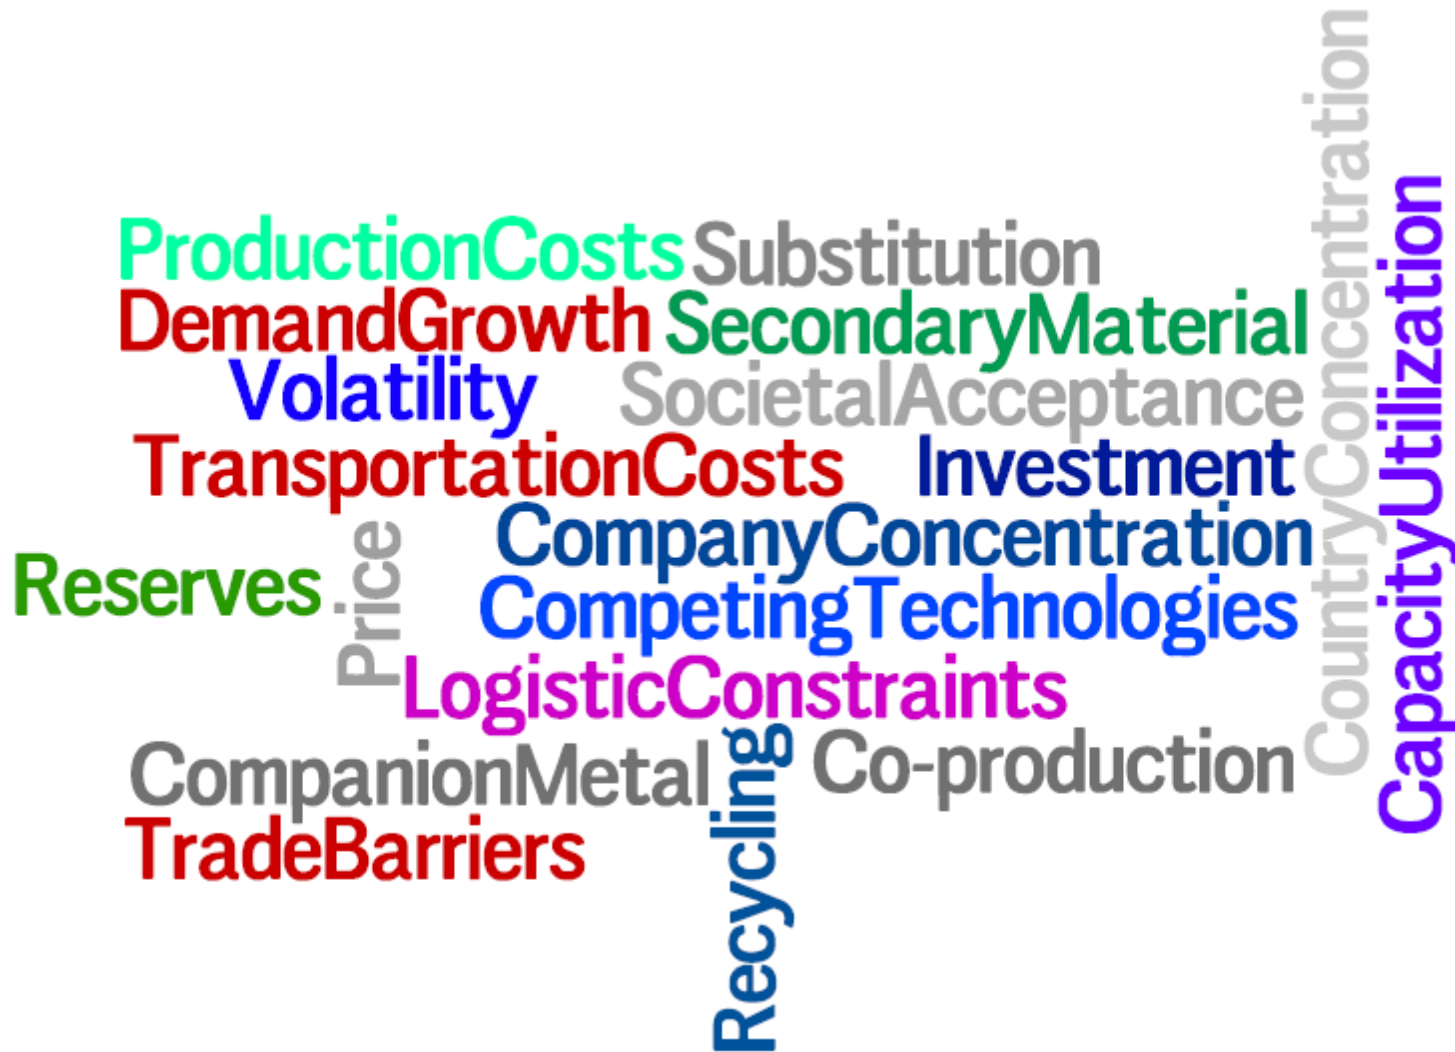 ProductionCosts
Substitution
DemandGrowth
SecondaryMaterial
Volatility
SocietalAcceptance
TransportationCosts
Investment
CompanyConcentration
Reserves
Price
CompetingTechnologies
LogisticConstraints
CompanionMetal
Recycling
Co-production
TradeBarriers
CountryConcentration
CapacityUtilization